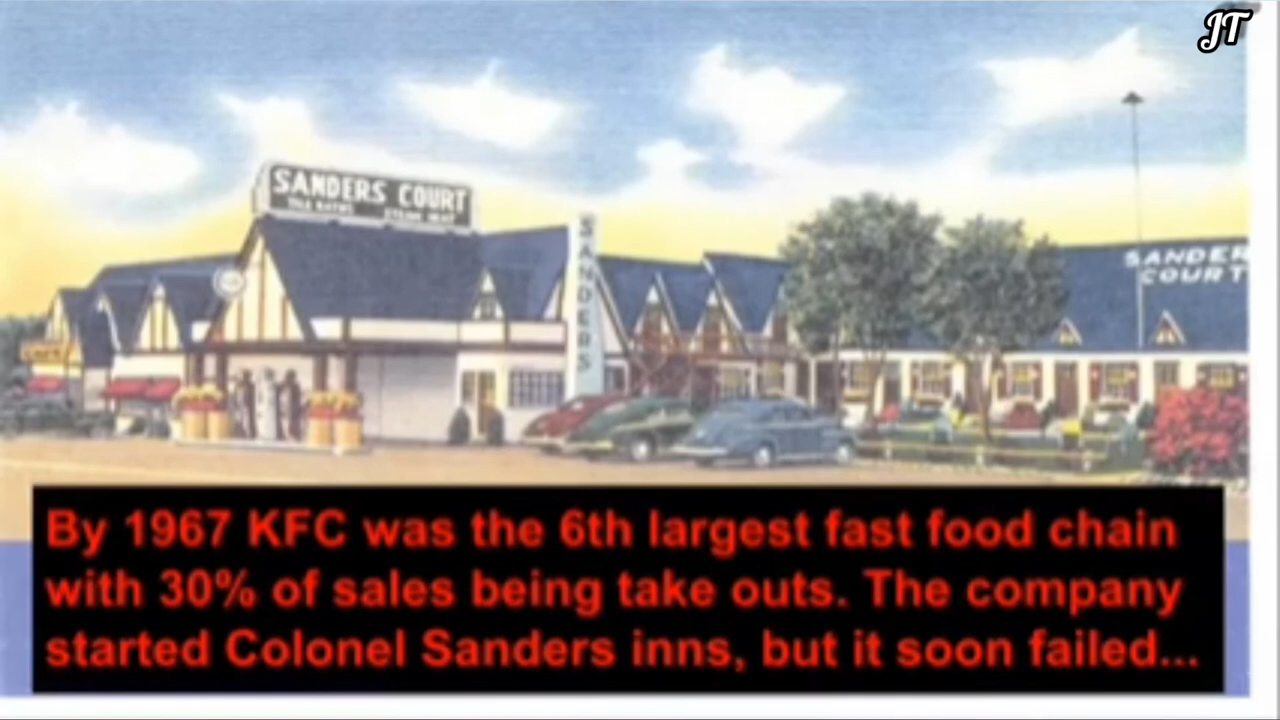 JT
SANDERS COURT
SANDERS
SANDER
COURT
By 1967 KFC was the 6th largest fast food chain
with 30% of sales being take outs. The company
started Colonel Sanders inns, but it soon failed...